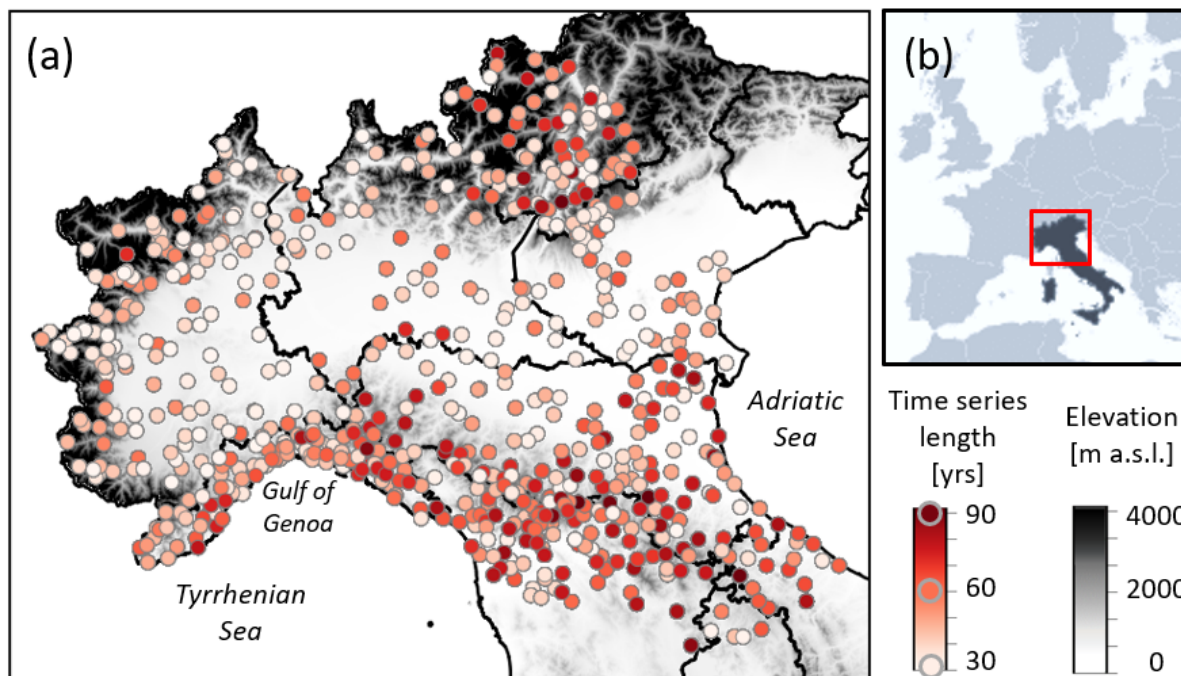 (a)
(b)
Adriatic
Sea
Gulf of
Genoa
Tyrrhenian
Sea
Time series
length
[yrs]
90
60
30
Elevation
[m a.s.l.]
4000
2000
0